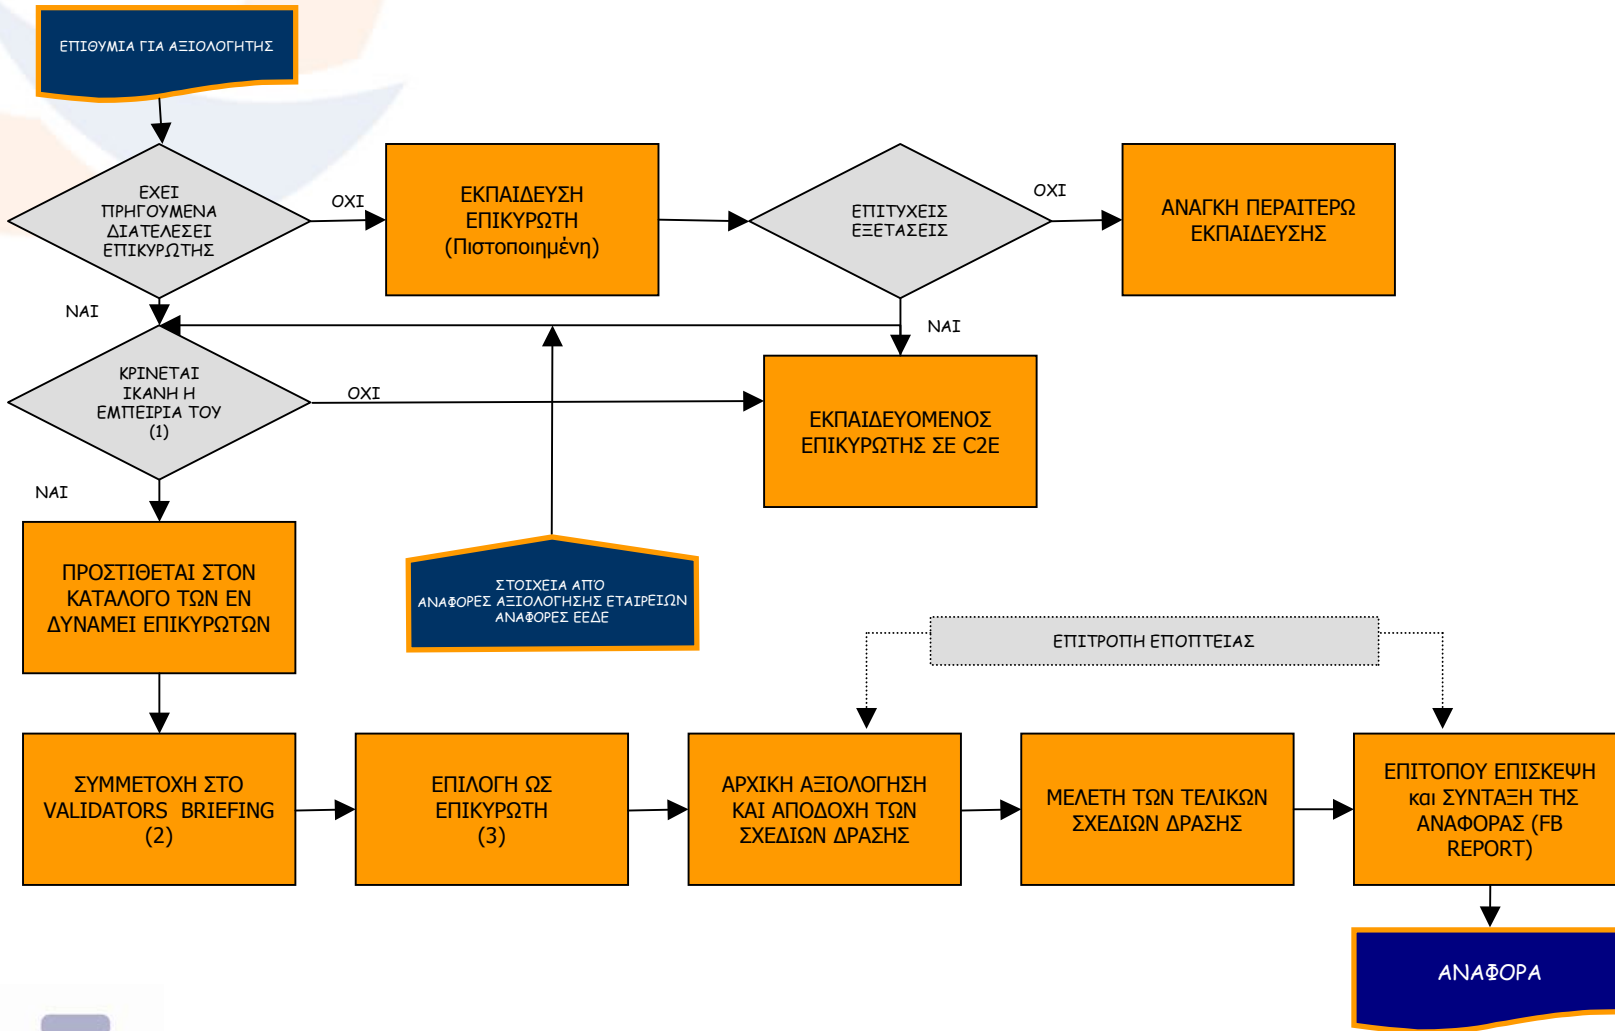 ΕΠΙΘΥΜΙΑ ΓΙΑ ΑΞΙΟΛΟΓΗΤΗΣ
ΕΧΕΙ
ΠΡΗΓΟΥΜΕΝΑ
ΔΙΑΤΕΛΕΣΕΙ
ΕΠΙΚΥΡΩΤΗΣ
ΟΧΙ
ΕΚΠΑΙΔΕΥΣΗ
ΕΠΙΚΥΡΩΤΗ
(Πιστοποιημένη)
ΕΠΙΤΥΧΕΙΣ
ΕΞΕΤΑΣΕΙΣ
ΟΧΙ
ΑΝΑΓΚΗ ΠΕΡΑΙΤΕΡΩ
ΕΚΠΑΙΔΕΥΣΗΣ
ΝΑΙ
ΝΑΙ
ΚΡΙΝΕΤΑΙ
ΙΚΑΝΗ Η
ΕΜΠΕΙΡΙΑ ΤΟΥ
(1)
ΟΧΙ
ΕΚΠΑΙΔΕΥΟΜΕΝΟΣ
ΕΠΙΚΥΡΩΤΗΣ ΣΕ C2E
ΝΑΙ
ΠΡΟΣΤΙΘΕΤΑΙ ΣΤΟΝ
ΚΑΤΑΛΟΓΟ ΤΩΝ ΕΝ
ΔΥΝΑΜΕΙ ΕΠΙΚΥΡΩΤΩΝ
ΣΤΟΙΧΕΙΑ ΑΠΌ
ΑΝΑΦΟΡΕΣ ΑΞΙΟΛΟΓΗΣΗΣ ΕΤΑΙΡΕΙΩΝ
ΑΝΑΦΟΡΕΣ ΕΕΔΕ
ΕΠΙΤΡΟΠΗ ΕΠΟΠΤΕΙΑΣ
ΣΥΜΜΕΤΟΧΗ ΣΤΟ
VALIDATORS BRIEFING
(2)
ΕΠΙΛΟΓΗ ΩΣ
ΕΠΙΚΥΡΩΤΗ
(3)
ΑΡΧΙΚΗ ΑΞΙΟΛΟΓΗΣΗ
ΚΑΙ ΑΠΟΔΟΧΗ ΤΩΝ
ΣΧΕΔΙΩΝ ΔΡΑΣΗΣ
ΜΕΛΕΤΗ ΤΩΝ ΤΕΛΙΚΩΝ
ΣΧΕΔΙΩΝ ΔΡΑΣΗΣ
ΕΠΙΤΟΠΟΥ ΕΠΙΣΚΕΨΗ
και ΣΥΝΤΑΞΗ ΤΗΣ
ΑΝΑΦΟΡΑΣ (FB
REPORT)
ΑΝΑΦΟΡΑ